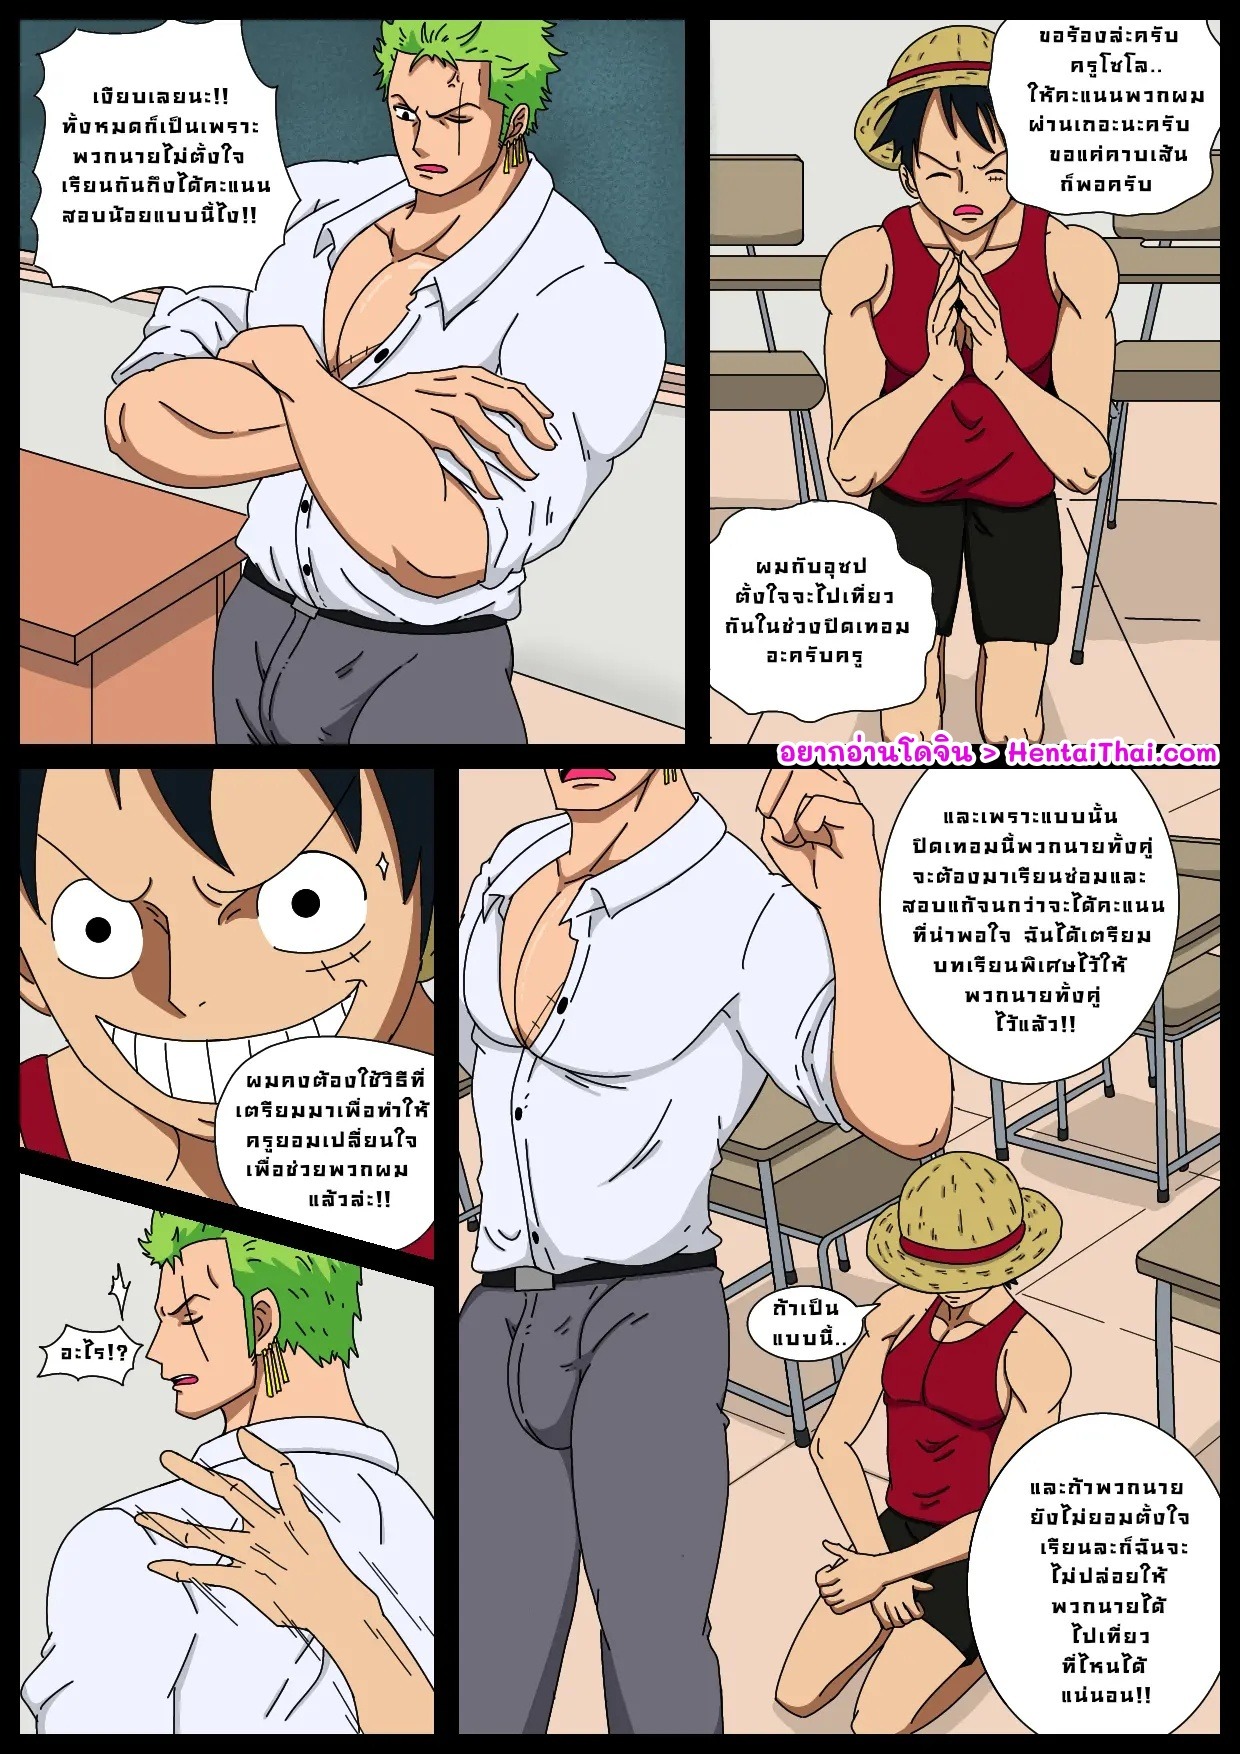 เงียบเลยนะ!!
ทั้งหมดก็เป็นเพราะ
พวกนายไม่ตั้งใจ
เรียนกันถึงได้คะแนน
สอบน้อยแบบนี้ไง!!
ขอร้องล่ะครับ
ครูโซโล..
ให้คะแนนพวกผม
ผ่านเถอะนะครับ
ขอแค่คาบเส้น
ก็พอครับ
ผมกับอุซป
ตั้งใจจะไปเที่ยว
กันในช่วงปิดเทอม
อะครับครู
อยากอ่านโดจิน > HentaiThai.com
ผมคงต้องใช้วิธีที่
เตรียมมาเพื่อทำให้
ครูยอมเปลี่ยนใจ
เพื่อช่วยพวกผม
แล้วล่ะ!!
อะไร!?
และเพราะแบบนั้น
ปิดเทอมนี้พวกนายทั้งคู่
จะต้องมาเรียนซ่อมและ
สอบแก้จนกว่าจะได้คะแนน
ที่น่าพอใจ ฉันได้เตรียม
บทเรียนพิเศษไว้ให้
พวกนายทั้งคู่
ไว้แล้ว!!
ถ้าเป็น
แบบนี้..
และถ้าพวกนาย
ยังไม่ยอมตั้งใจ
เรียนละก็ฉันจะ
ไม่ปล่อยให้
พวกนายได้
ไปเที่ยว
ที่ไหนได้
แน่นอน!!